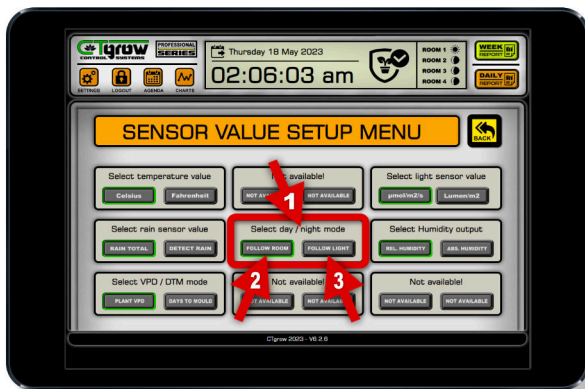 CTgrow
CONTROL SYSTEMS
PROFESSIONAL
SERIES
SETTINGS
LOGOUT
AGENDA
CHARTS
Thursday 18 May 2023
02:06:03 am
ROOM 1
ROOM 2
ROOM 3
ROOM 4
WEEK
REPORT
DAILY
REPORT
SENSOR VALUE SETUP MENU
BACK
Select temperature value
Celsius Fahrenheit
Not available!
NOT AVAILABLE NOT AVAILABLE
Select light sensor value
µmol/m2/s Lumen/m2
1
Select rain sensor value
RAIN TOTAL DETECT RAIN
Select day / night mode
FOLLOW ROOM FOLLOW LIGHT
Select Humidity output
REL. HUMIDITY ABS. HUMIDITY
2 3
Select VPD / DTM mode
PLANT VPD DAYS TO MOULD
Not available!
NOT AVAILABLE NOT AVAILABLE
Not available!
NOT AVAILABLE NOT AVAILABLE
CTgrow 2023 - V6.2.6